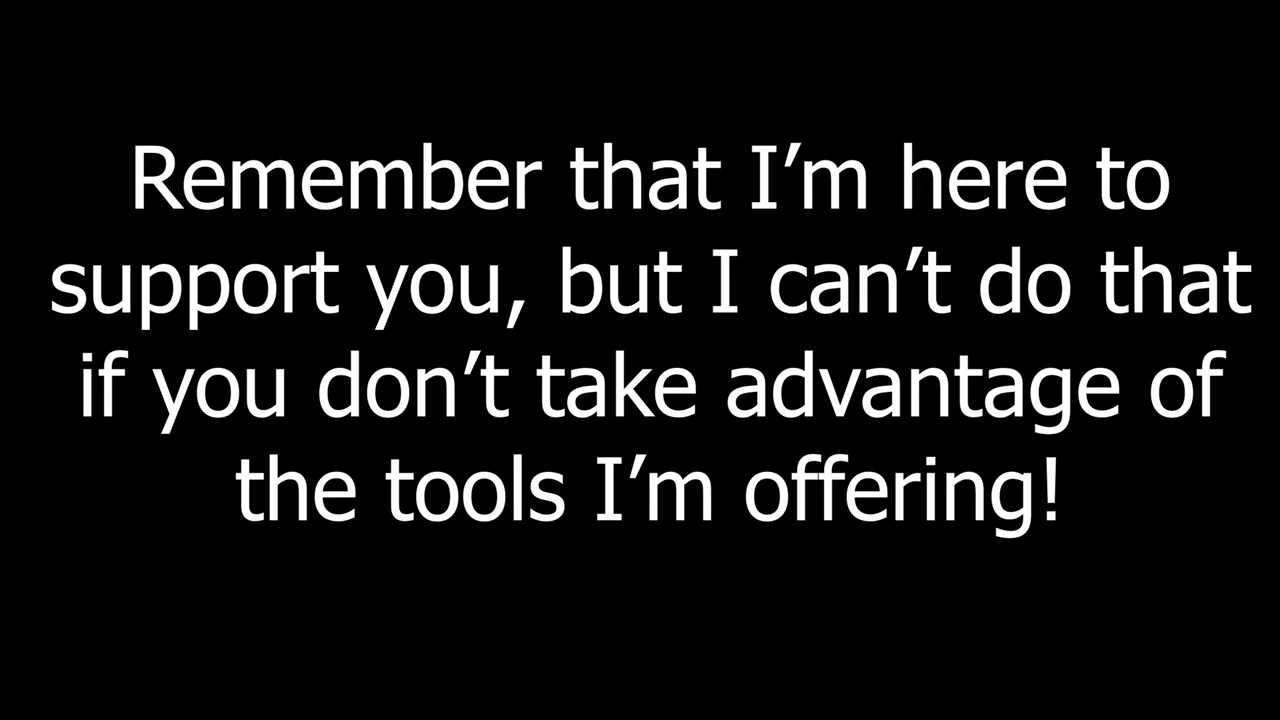 Remember that I’m here to
support you, but I can’t do that
if you don’t take advantage of
the tools I’m offering!